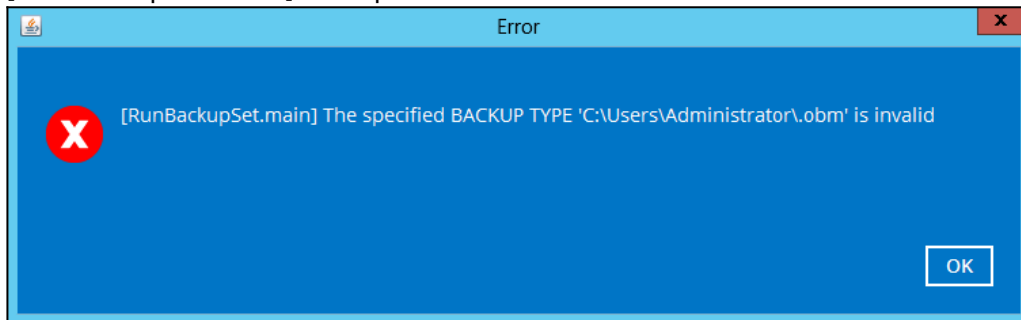 Error
x
[RunBackupSet.main] The specified BACKUP TYPE 'C:\Users\Administrator\.obm' is invalid
OK